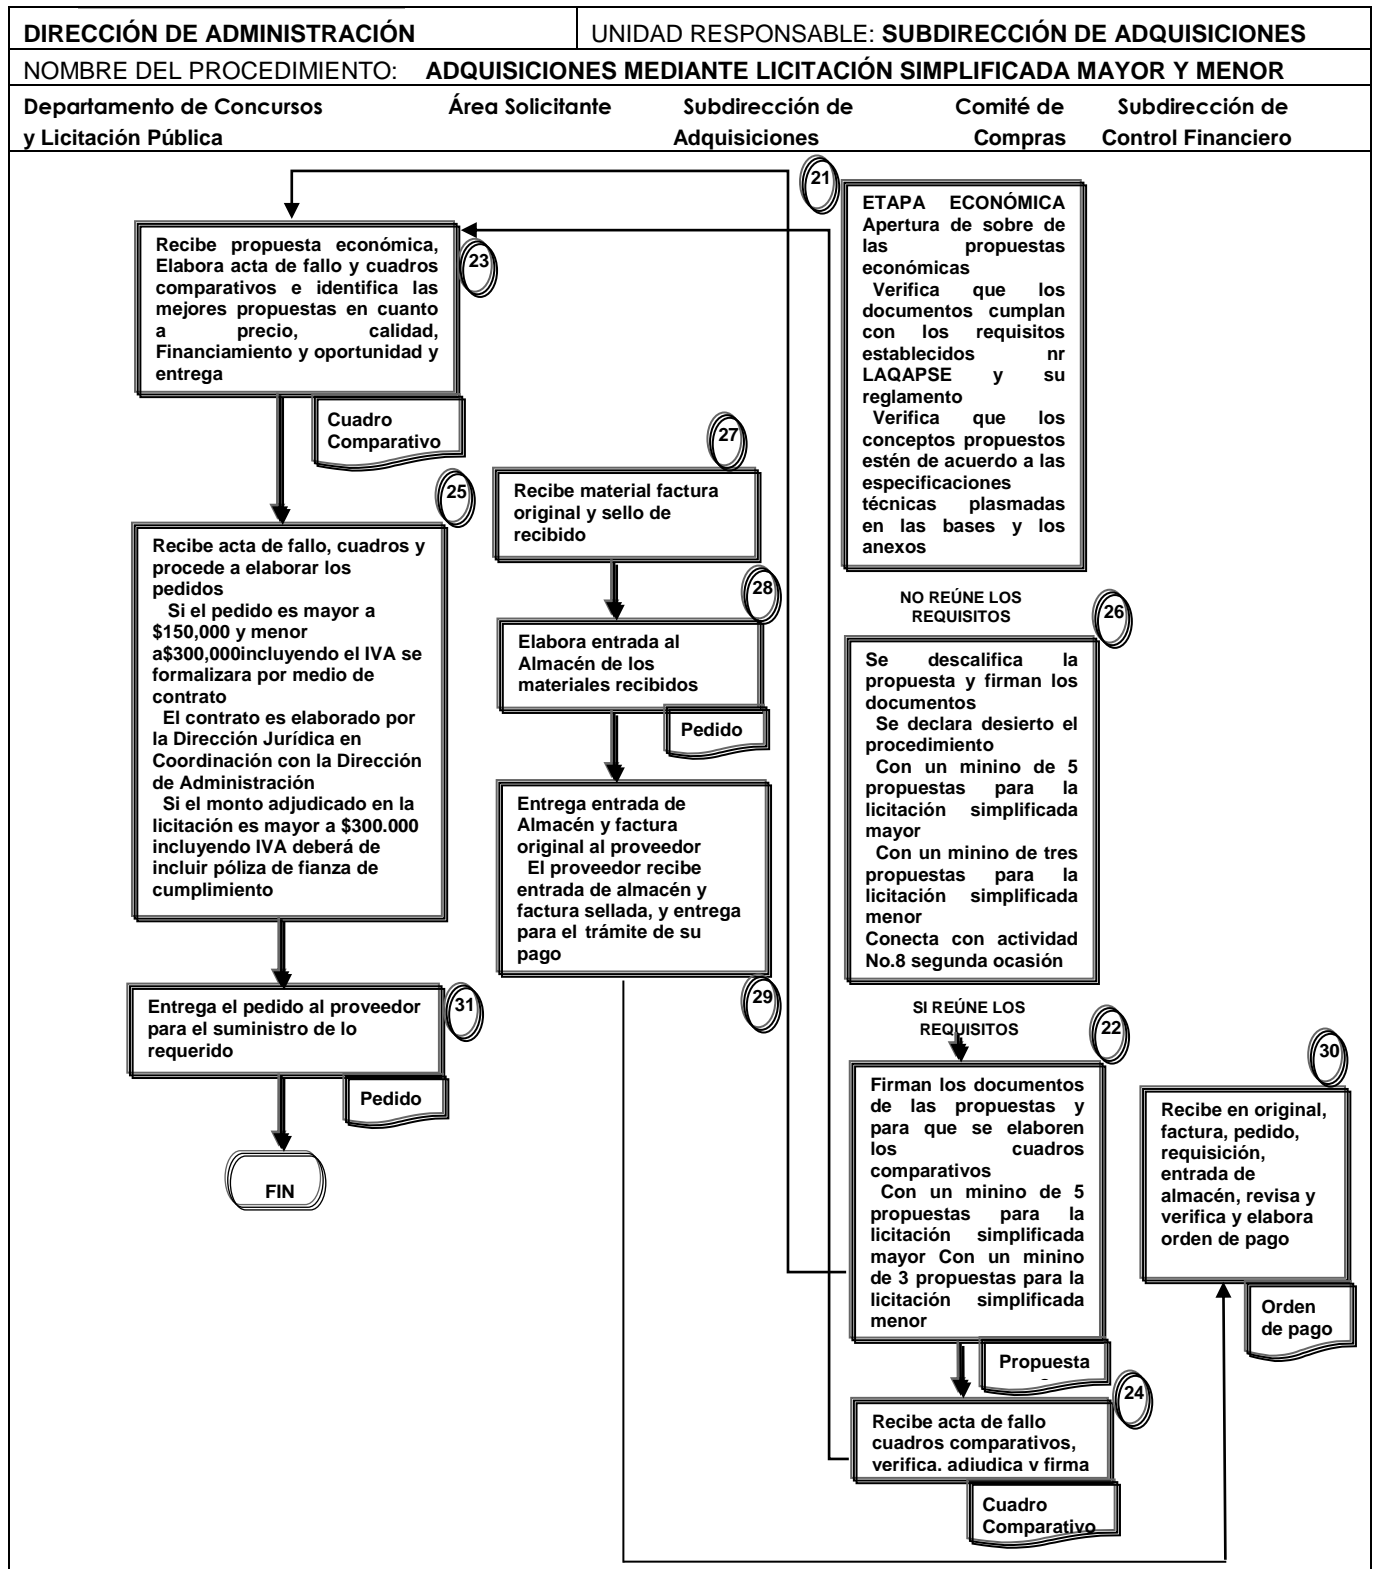 DIRECCIÓN DE ADMINISTRACIÓN
UNIDAD RESPONSABLE: SUBDIRECCIÓN DE ADQUISICIONES
NOMBRE DEL PROCEDIMIENTO: ADQUISICIONES MEDIANTE LICITACIÓN SIMPLIFICADA MAYOR Y MENOR
Departamento de Concursos
y Licitación Pública
Área Solicitante
Subdirección de
Adquisiciones
Comité de
Compras
Subdirección de
Control Financiero
21
ETAPA ECONÓMICA
Apertura de sobre de
las propuestas
económicas
Verifica que los
documentos cumplan
con los requisitos
establecidos nr
LAQAPSE y su
reglamento
Verifica que los
conceptos propuestos
estén de acuerdo a las
especificaciones
técnicas plasmadas
en las bases y los
anexos
23
Recibe propuesta económica,
Elabora acta de fallo y cuadros
comparativos e identifica las
mejores propuestas en cuanto
a precio, calidad,
Financiamiento y oportunidad y
entrega
Cuadro
Comparativo
25
Recibe acta de fallo, cuadros y
procede a elaborar los
pedidos
Si el pedido es mayor a
$150,000 y menor
a$300,000incluyendo el IVA se
formalizara por medio de
contrato
El contrato es elaborado por
la Dirección Jurídica en
Coordinación con la Dirección
de Administración
Si el monto adjudicado en la
licitación es mayor a $300.000
incluyendo IVA deberá de
incluir póliza de fianza de
cumplimiento
31
Entrega el pedido al proveedor
para el suministro de lo
requerido
Pedido
FIN
27
Recibe material factura
original y sello de
recibido
28
Elabora entrada al
Almacén de los
materiales recibidos
Pedido
Entrega entrada de
Almacén y factura
original al proveedor
El proveedor recibe
entrada de almacén y
factura sellada, y entrega
para el trámite de su
pago
29
NO REÚNE LOS
REQUISITOS
26
Se descalifica la
propuesta y firman los
documentos
Se declara desierto el
procedimiento
Con un minino de 5
propuestas para la
licitación simplificada
mayor
Con un minino de tres
propuestas para la
licitación simplificada
menor
Conecta con actividad
No.8 segunda ocasión
SI REÚNE LOS
REQUISITOS
22
Firman los documentos
de las propuestas y
para que se elaboren
los cuadros
comparativos
Con un minino de 5
propuestas para la
licitación simplificada
mayor Con un minino
de 3 propuestas para la
licitación simplificada
menor
Propuesta
24
Recibe acta de fallo
cuadros comparativos,
verifica, adjudica y firma
Cuadro
Comparativo
30
Recibe en original,
factura, pedido,
requisición,
entrada de
almacén, revisa y
verifica y elabora
orden de pago
Orden
de pago